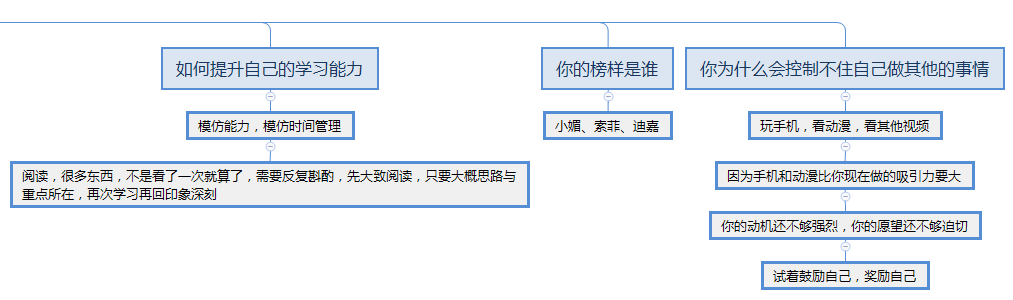 如何提升自己的学习能力
模仿能力，模仿时间管理
阅读，很多东西，不是看了一次就算了，需要反复斟酌，先大致阅读，只要大概思路与
重点所在，再次学习再回印象深刻
你的榜样是谁
小媚、索菲、迪嘉
你为什么会控制不住自己做其他的事情
玩手机，看动漫，看其他视频
因为手机和动漫比你现在做的吸引力要大
你的动机还不够强烈，你的愿望还不够迫切
试着鼓励自己，奖励自己